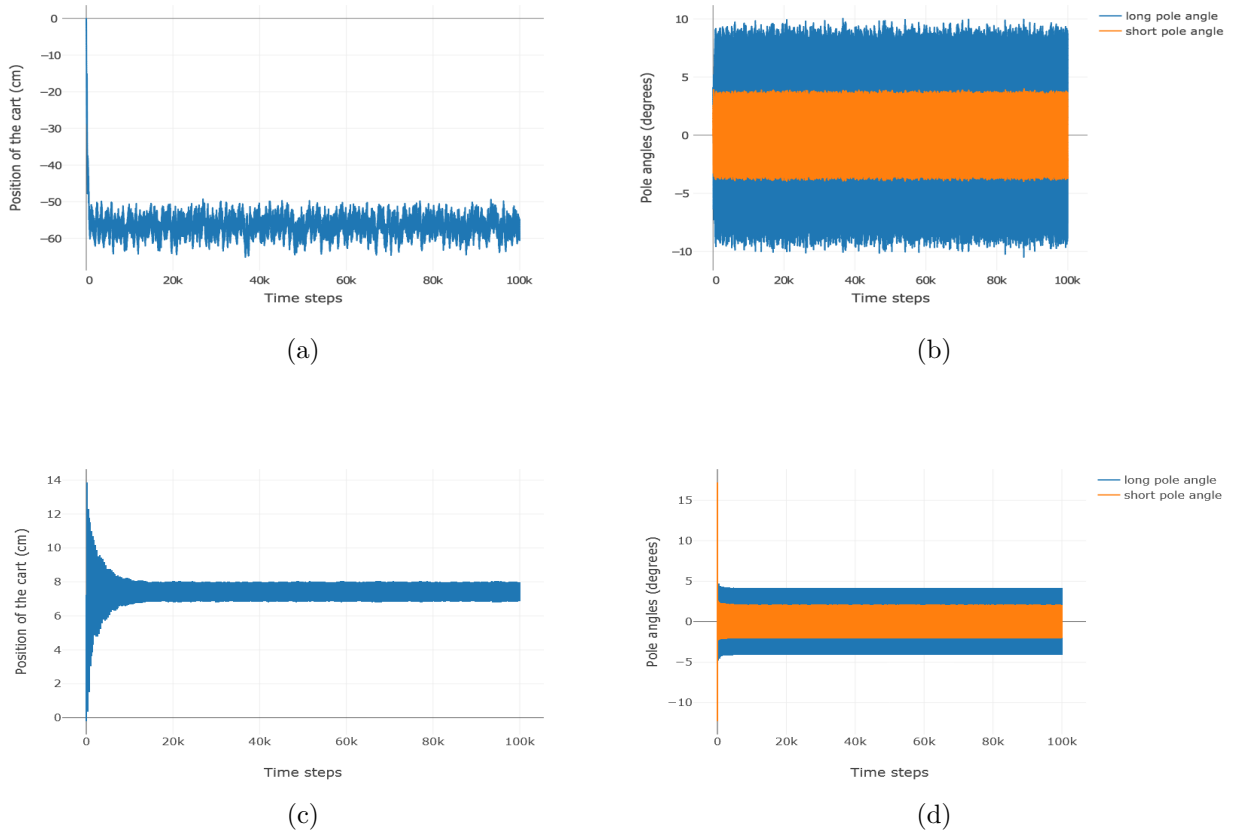 Position of the cart (cm)
0
−10
−20
−30
−40
−50
−60
0 20k 40k 60k 80k 100k
Time steps
(a)
Pole angles (degrees)
10
5
0
−5
−10
0 20k 40k 60k 80k 100k
Time steps
long pole angle
short pole angle
(b)
Position of the cart (cm)
14
12
10
8
6
4
2
0
0 20k 40k 60k 80k 100k
Time steps
(c)
Pole angles (degrees)
15
10
5
0
−5
−10
0 20k 40k 60k 80k 100k
Time steps
long pole angle
short pole angle
(d)